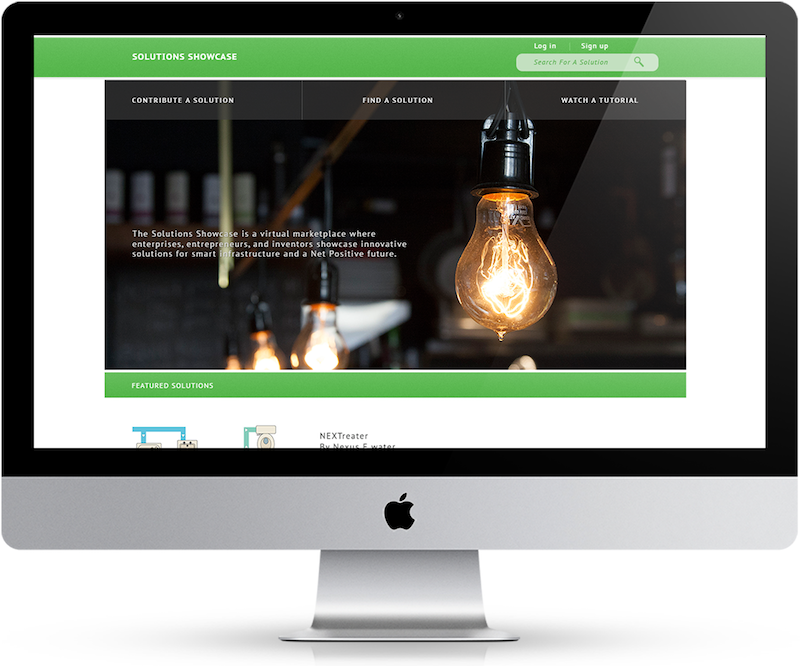 Log in | Sign up
SOLUTIONS SHOWCASE
Search For A Solution
CONTRIBUTE A SOLUTION
FIND A SOLUTION
WATCH A TUTORIAL
The Solutions Showcase is a virtual marketplace where
enterprises, entrepreneurs, and inventors showcase innovative
solutions for smart infrastructure and a Net Positive future.
FEATURED SOLUTIONS
NEXTreater
By Nexus E water